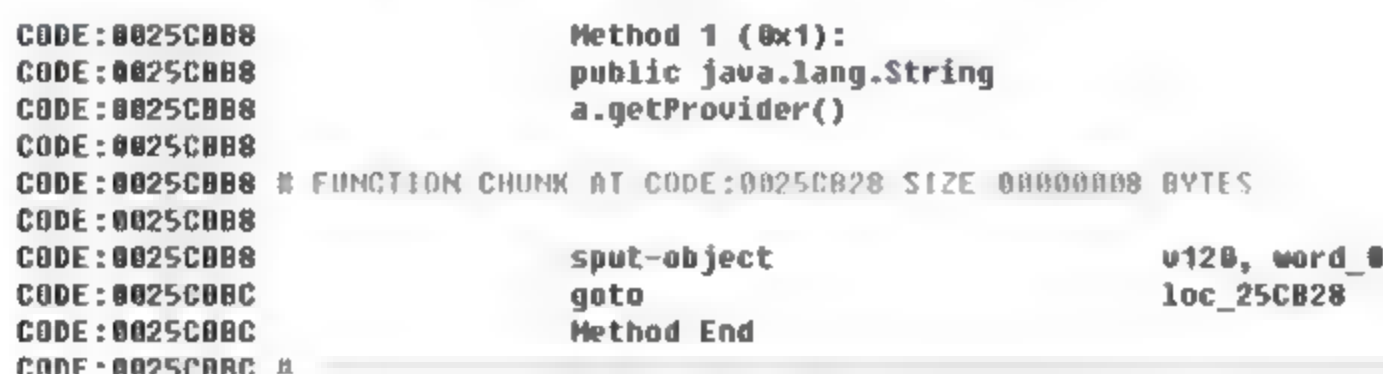 CODE:0025CBB8 Method 1 (0x1):
CODE:0025CBB8 public java.lang.String
CODE:0025CBB8 a.getProvider()
CODE:0025CBB8
CODE:0025CBB8 # FUNCTION CHUNK AT CODE:0025CB28 SIZE BYTES
CODE:0025CBB8
CODE:0025CBB8 sput-object word_
CODE:0025CBBC goto loc_25CB28
CODE:0025CBBC Method End
CODE:0025CBBC #